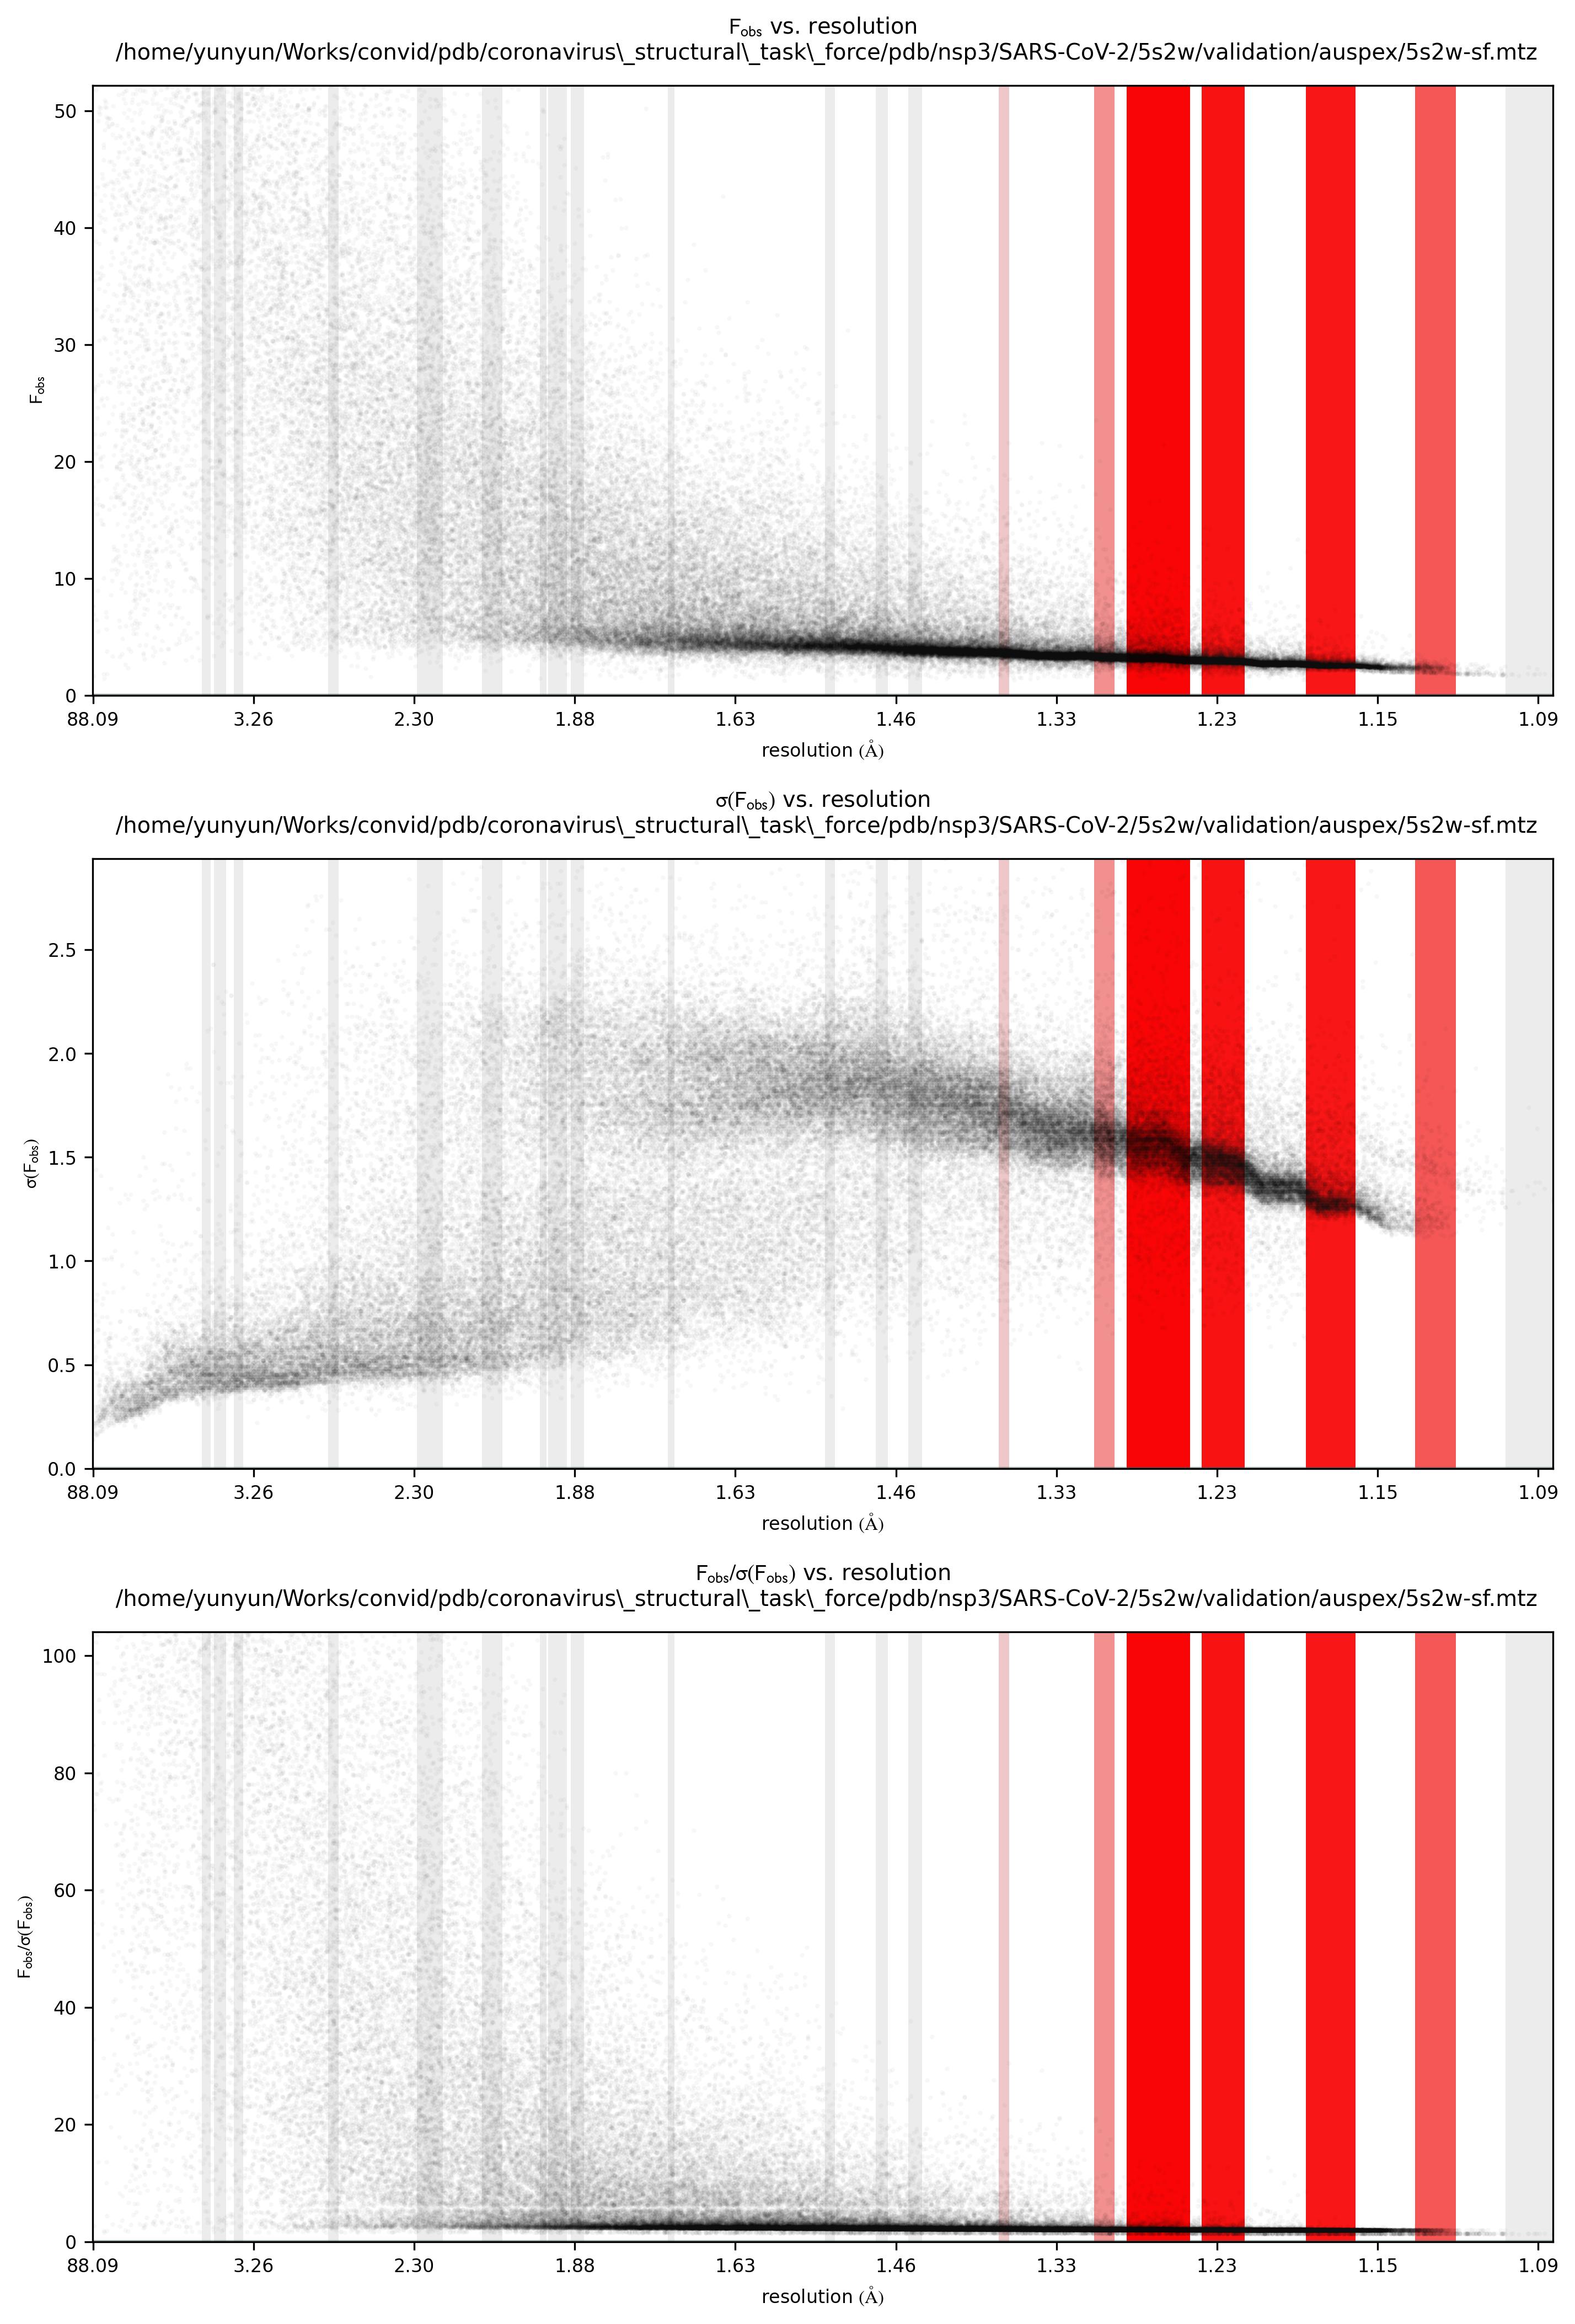 F_obs vs. resolution
/home/yunyun/Works/convid/pdb/coronavirus\_structural\_task\_force/pdb/nsp3/SARS-CoV-2/5s2w/validation/auspex/5s2w-sf.mtz
50
40
30
20
10
0
F_obs
88.09 3.26 2.30 1.88 1.63 1.46 1.33 1.23 1.15 1.09
resolution (Å)
σ(F_obs) vs. resolution
/home/yunyun/Works/convid/pdb/coronavirus\_structural\_task\_force/pdb/nsp3/SARS-CoV-2/5s2w/validation/auspex/5s2w-sf.mtz
2.5
2.0
1.5
1.0
0.5
0.0
σ(F_obs)
88.09 3.26 2.30 1.88 1.63 1.46 1.33 1.23 1.15 1.09
resolution (Å)
F_obs/σ(F_obs) vs. resolution
/home/yunyun/Works/convid/pdb/coronavirus\_structural\_task\_force/pdb/nsp3/SARS-CoV-2/5s2w/validation/auspex/5s2w-sf.mtz
100
80
60
40
20
0
F_obs/σ(F_obs)
88.09 3.26 2.30 1.88 1.63 1.46 1.33 1.23 1.15 1.09
resolution (Å)